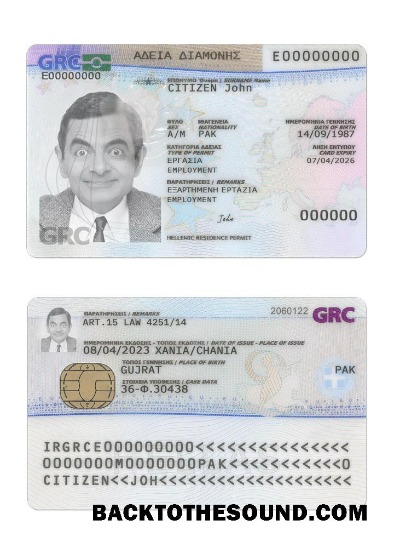 GRC ΑΔΕΙΑ ΔΙΑΜΟΝΗΣ E00000000
E00000000
ΕΠΩΝΥΜΟ Όνομα / SURNAME Name
CITIZEN John
ΦΥΛΟ ΙΘΑΓΕΝΕΙΑ ΗΜΕΡΟΜΗΝΙΑ ΓΕΝΝΗΣΗΣ
SEX NATIONALITY DATE OF BIRTH
A/M PAK 14/09/1987
ΚΑΤΗΓΟΡΙΑ ΑΔΕΙΑΣ ΛΗΞΗ ΕΝΤΥΠΟΥ
TYPE OF PERMIT CARD EXPIRY
ΕΡΓΑΣΙΑ 07/04/2026
EMPLOYMENT
ΠΑΡΑΤΗΡΗΣΕΙΣ / REMARKS
ΕΞΑΡΤΗΜΕΝΗ ΕΡΤΑΖΙΑ
EMPLOYMENT
John
000000
GRC
HELLENIC RESIDENCE PERMIT
2060122 GRC
ΠΑΡΑΤΗΡΗΣΕΙΣ / REMARKS
ART.15 LAW 4251/14
ΗΜΕΡΟΜΗΝΙΑ ΕΚΔΟΣΗΣ - ΤΟΠΟΣ ΕΚΔΟΣΗΣ / DATE OF ISSUE - PLACE OF ISSUE
08/04/2023 XANIA/CHANIA
ΤΟΠΟΣ ΓΕΝΝΗΣΗΣ / PLACE OF BIRTH
GUJRAT PAK
ΣΤΟΙΧΕΙΑ ΥΠΟΘΕΣΗΣ / CASE DATA
36-Φ.30438
IRGRCE00000000<<<<<<<<<<<<<<<
0000000M0000000PAK<<<<<<<<<<<0
CITIZEN<<JOH<<<<<<<<<<<<<<<<<<
BACKTOTHESOUND.COM